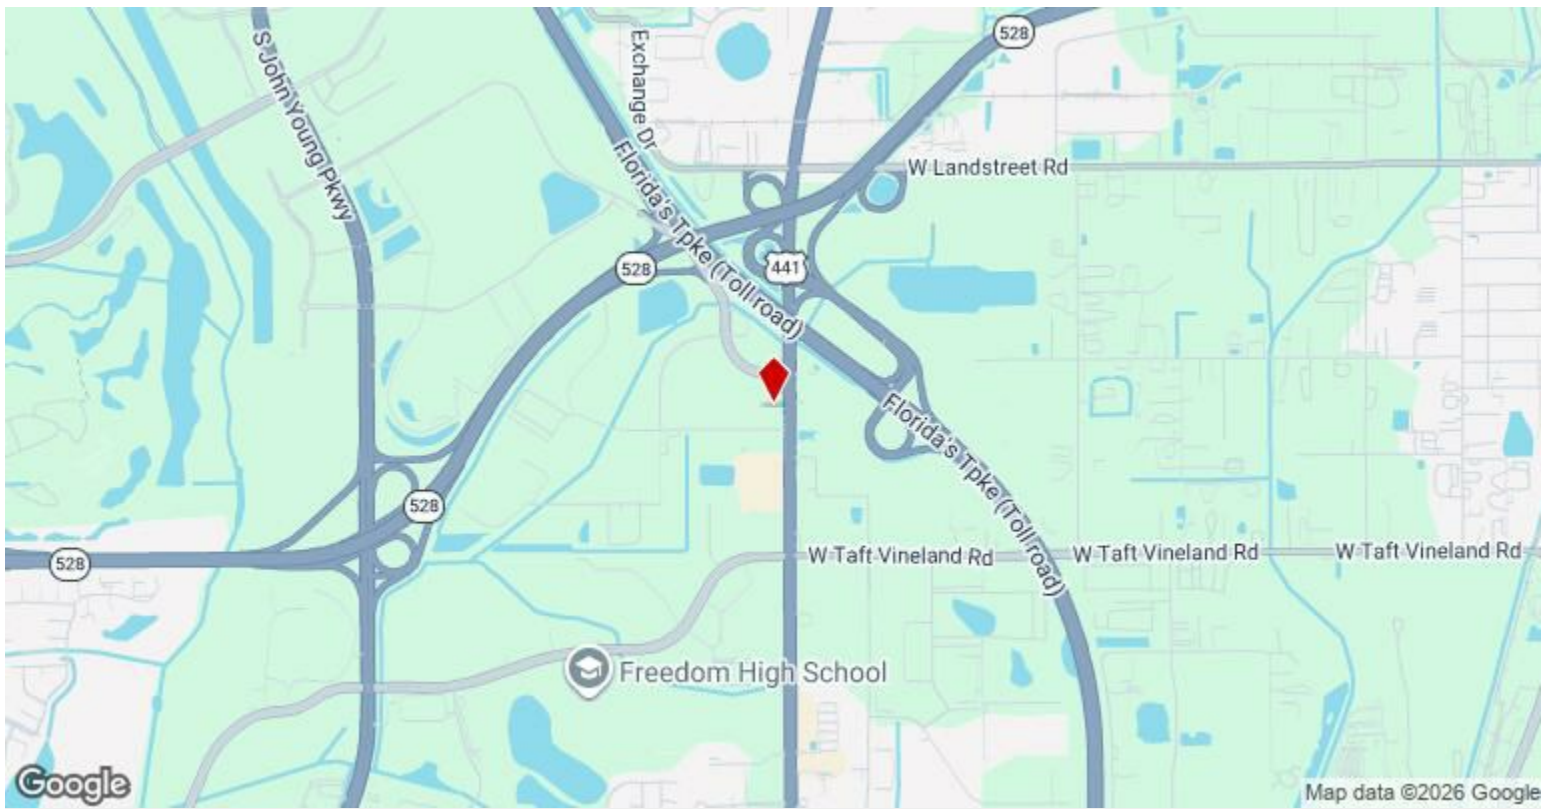 528
Exchange Dr
S John Young Pkwy
Florida's Tpke (Toll road)
W Landstreet Rd
528
441
Florida's Tpke (Toll road)
528
528
W Taft Vineland Rd
W Taft Vineland Rd
W Taft Vineland Rd
Freedom High School
Google
Map data ©2026 Google